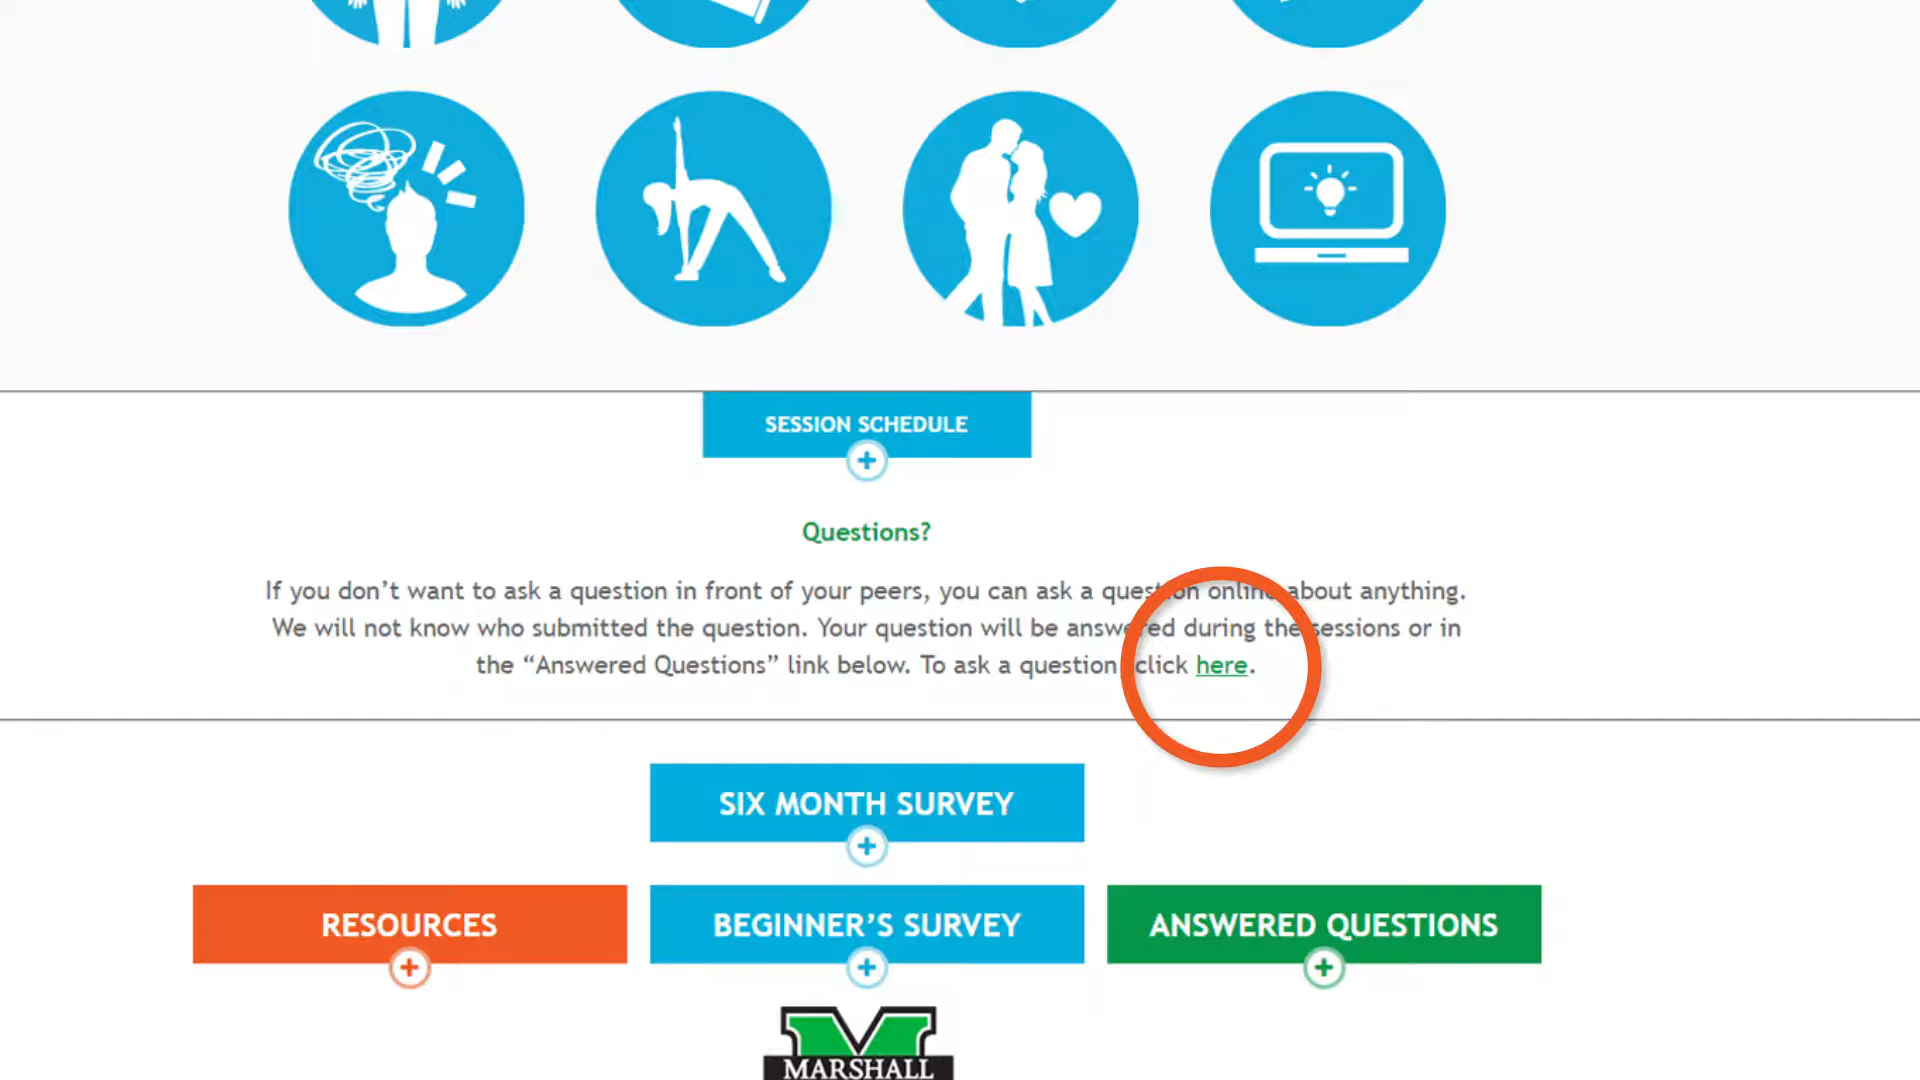 SESSION SCHEDULE
Questions?
If you don’t want to ask a question in front of your peers, you can ask a question online about anything.
We will not know who submitted the question. Your question will be answered during the sessions or in
the “Answered Questions” link below. To ask a question click here.
SIX MONTH SURVEY
RESOURCES
BEGINNER’S SURVEY
ANSWERED QUESTIONS
MARSHALL